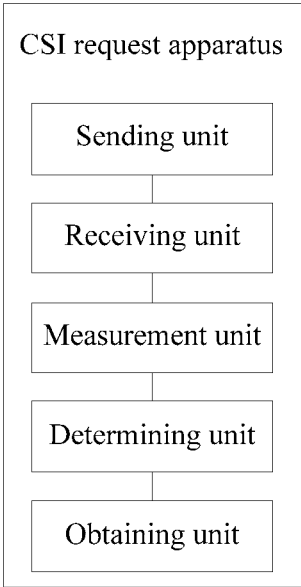 CSI request apparatus
Sending unit
Receiving unit
Measurement unit
Determining unit
Obtaining unit